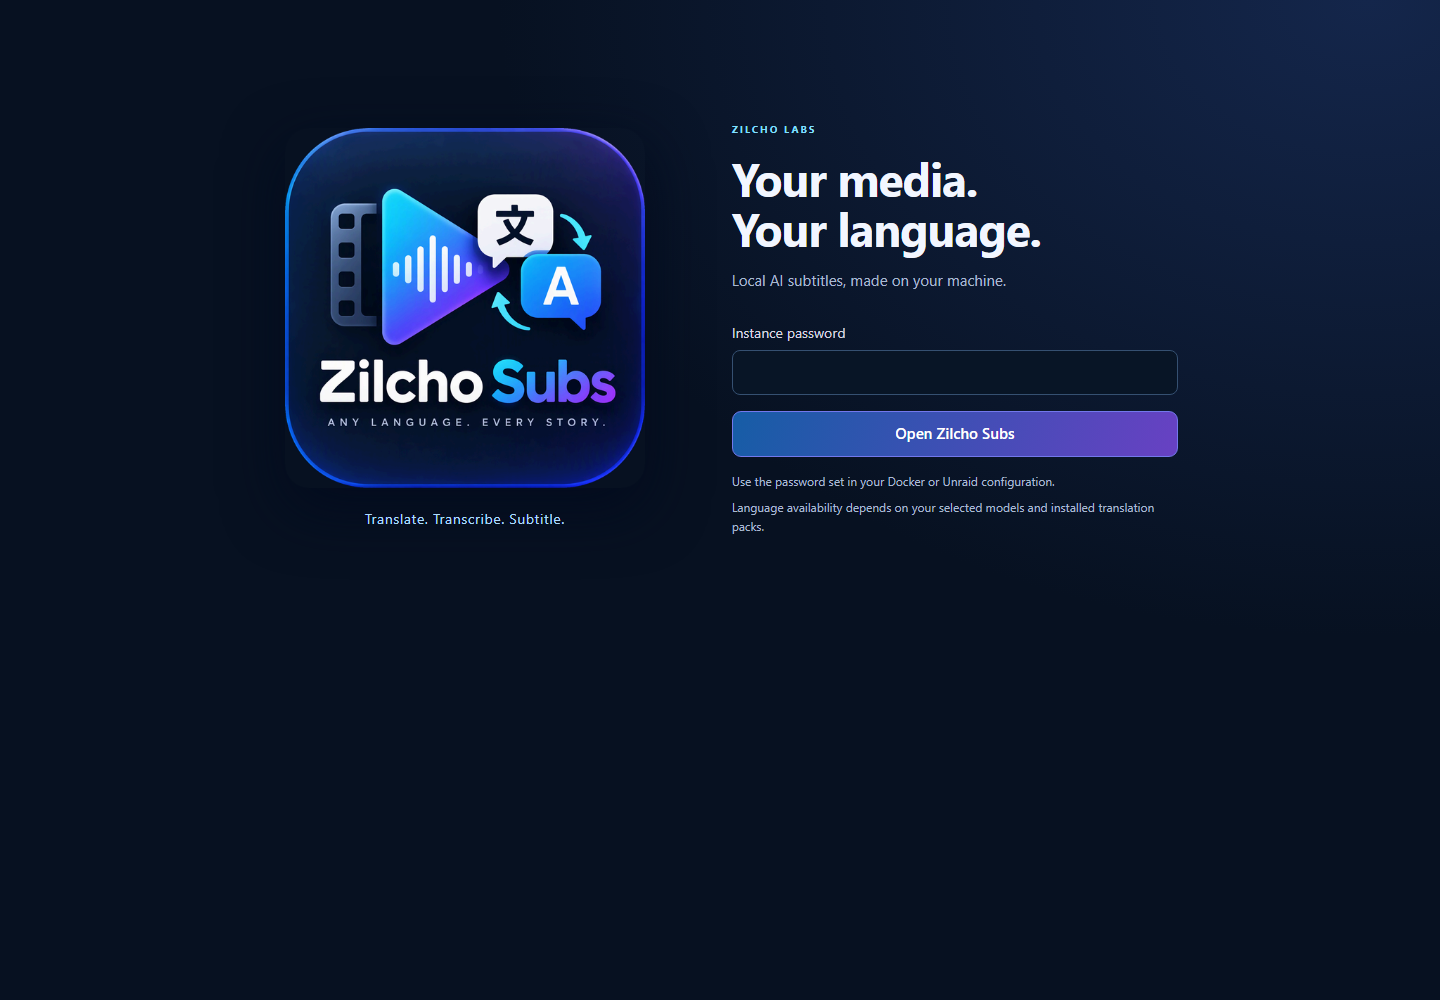 文
A
Zilcho Subs
ANY LANGUAGE. EVERY STORY.
Translate. Transcribe. Subtitle.
ZILCHO LABS
Your media.
Your language.
Local AI subtitles, made on your machine.
Instance password
Open Zilcho Subs
Use the password set in your Docker or Unraid configuration.
Language availability depends on your selected models and installed translation
packs.